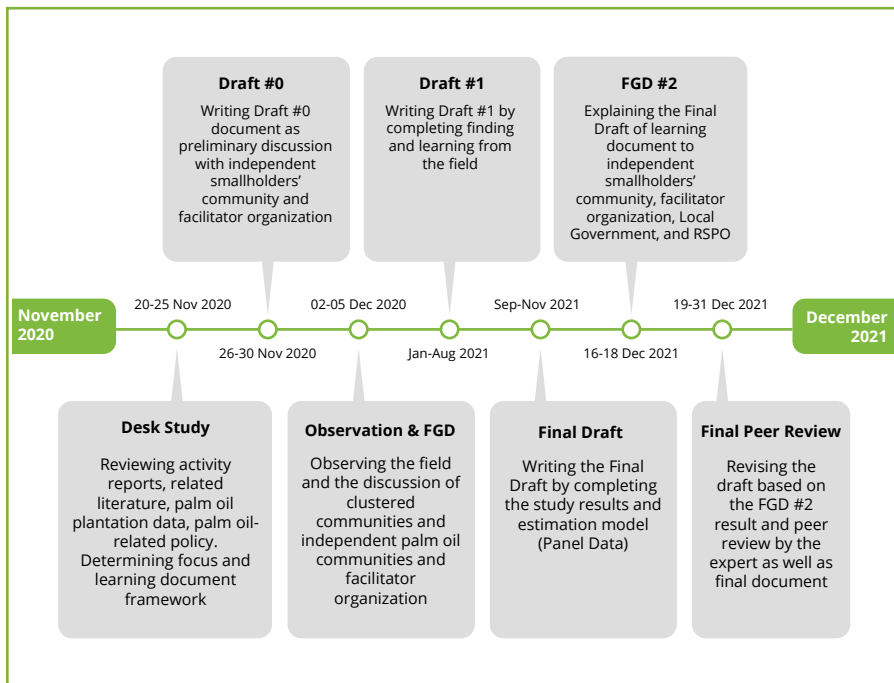 Draft #0
Writing Draft #0
document as
preliminary discussion
with independent
smallholders’
community and
facilitator organization
Draft #1
Writing Draft #1 by
completing finding
and learning from
the field
FGD #2
Explaining the Final
Draft of learning
document to
independent
smallholders’
community, facilitator
organization, Local
Government, and RSPO
November
2020
20-25 Nov 2020
26-30 Nov 2020
02-05 Dec 2020
Jan-Aug 2021
Sep-Nov 2021
16-18 Dec 2021
19-31 Dec 2021
December
2021
Desk Study
Reviewing activity
reports, related
literature, palm oil
plantation data, palm oil-
related policy.
Determining focus and
learning document
framework
Observation & FGD
Observing the field
and the discussion of
clustered
communities and
independent palm oil
communities and
facilitator
organization
Final Draft
Writing the Final
Draft by completing
the study results and
estimation model
(Panel Data)
Final Peer Review
Revising the
draft based on
the FGD #2
result and peer
review by the
expert as well as
final document